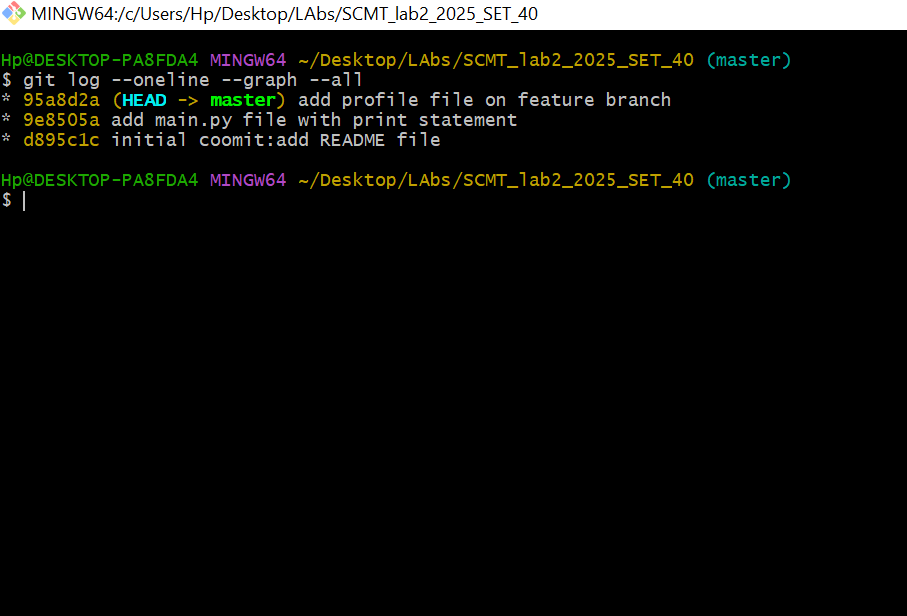 MINGW64:/c/Users/Hp/Desktop/LAbs/SCMT_lab2_2025_SET_40
Hp@DESKTOP-PA8FDA4 MINGW64 ~/Desktop/LAbs/SCMT_lab2_2025_SET_40 (master)
$ git log --oneline --graph --all
* 95a8d2a (HEAD -> master) add profile file on feature branch
* 9e8505a add main.py file with print statement
* d895c1c initial coomit:add README file
Hp@DESKTOP-PA8FDA4 MINGW64 ~/Desktop/LAbs/SCMT_lab2_2025_SET_40 (master)
$